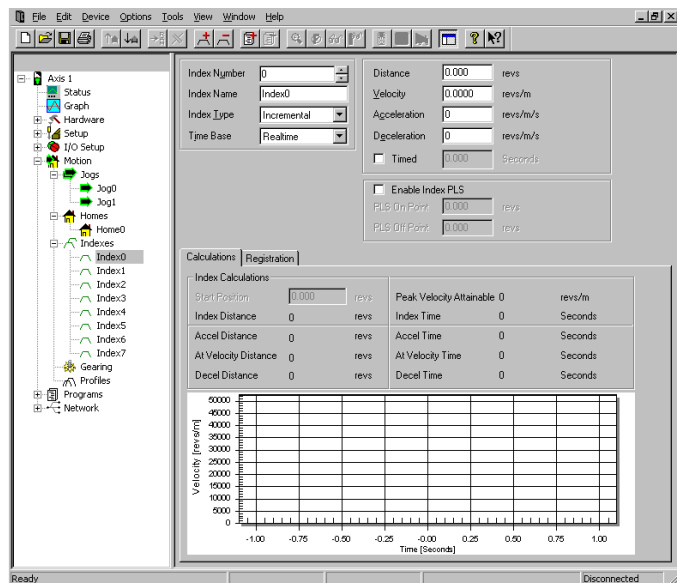 File Edit Device Options Tools View Window Help
Axis 1
Status
Graph
Hardware
Setup
I/O Setup
Motion
Jogs
Jog0
Jog1
Homes
Home0
Indexes
Index0
Index1
Index2
Index3
Index4
Index5
Index6
Index7
Gearing
Profiles
Programs
Network
Index Number 0
Index Name Index0
Index Type Incremental
Time Base Realtime
Distance 0.000 revs
Velocity 0.0000 revs/m
Acceleration 0 revs/m/s
Deceleration 0 revs/m/s
Timed 0.000 Seconds
Enable Index PLS
PLS On Point 0.000 revs
PLS Off Point 0.000 revs
Calculations Registration
Index Calculations
Start Position 0.000 revs Peak Velocity Attainable 0 revs/m
Index Distance 0 revs Index Time 0 Seconds
Accel Distance 0 revs Accel Time 0 Seconds
At Velocity Distance 0 revs At Velocity Time 0 Seconds
Decel Distance 0 revs Decel Time 0 Seconds
Velocity [revs/m]
50000
45000
40000
35000
30000
25000
20000
15000
10000
5000
0
-1.00 -0.75 -0.50 -0.25 -0.00 0.25 0.50 0.75 1.00
Time [Seconds]
Ready Disconnected